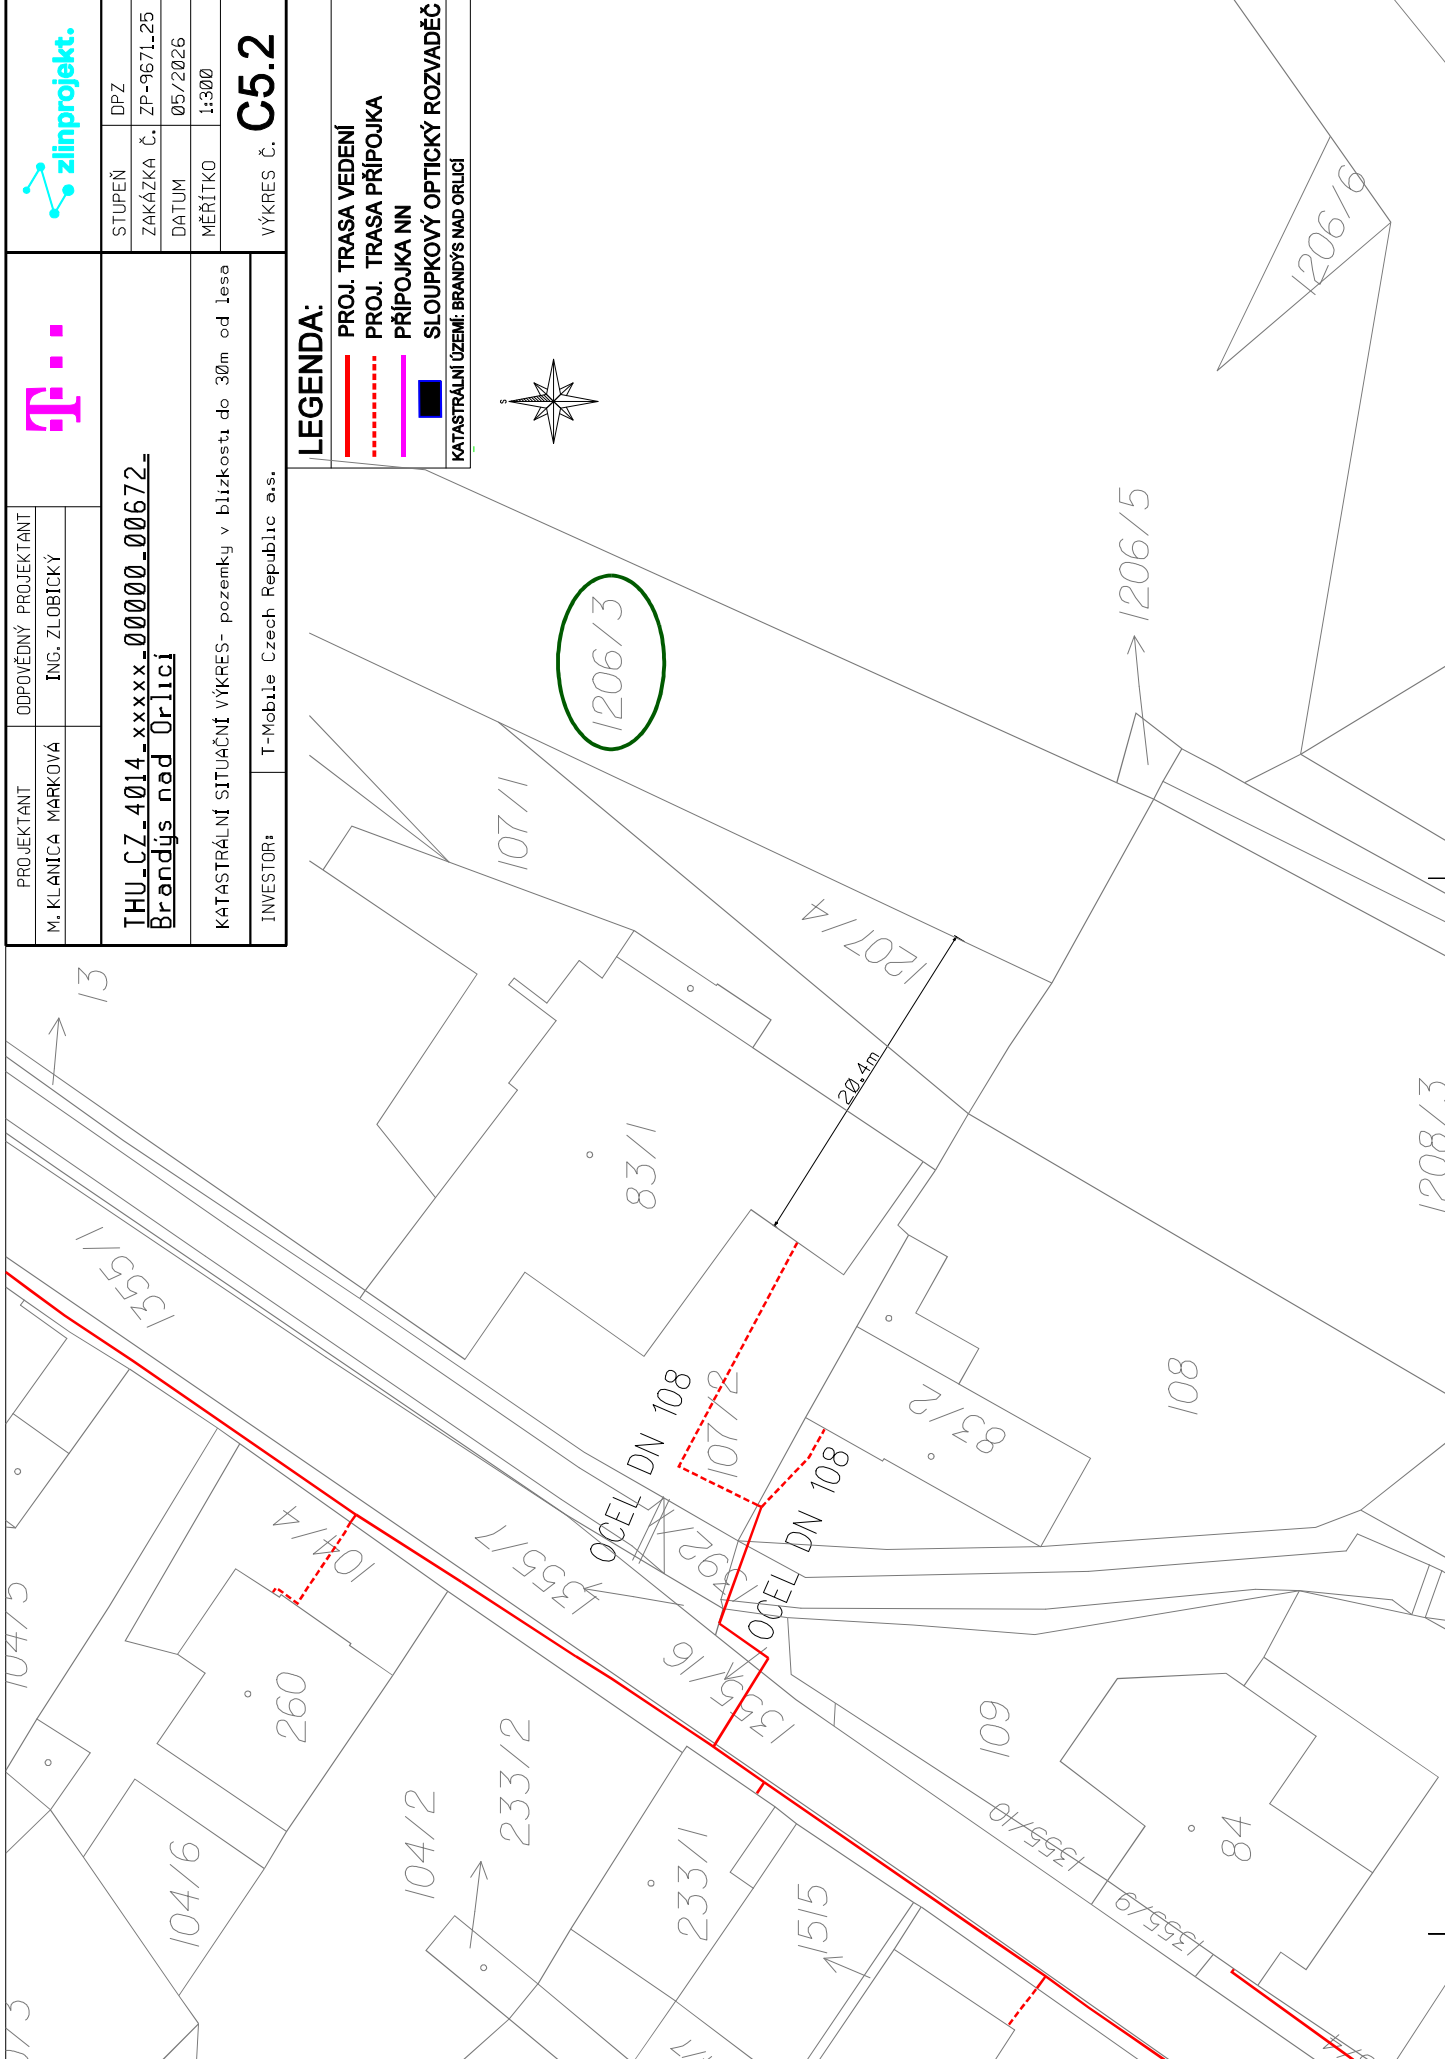 zlinprojekt.
STUPEŇ DPZ
ZAKÁZKA Č. ZP-9671_25
DATUM 05/2026
MĚŘÍTKO 1:300
VÝKRES Č. C5.2
T
PROJEKTANT
ODPOVĚDNÝ PROJEKTANT
M. KLANICA MARKOVÁ
ING. ZLOBICKÝ
THU_CZ_4014_xxxxx_00000_00672_
Brandýs nad Orlicí
KATASTRÁLNÍ SITUAČNÍ VÝKRES- pozemky v blízkosti do 30m od lesa
INVESTOR:
T-Mobile Czech Republic a.s.
LEGENDA:
PROJ. TRASA VEDENÍ
PROJ. TRASA PŘÍPOJKA
PŘÍPOJKA NN
SLOUPKOVÝ OPTICKÝ ROZVADĚČ
KATASTRÁLNÍ ÚZEMÍ: BRANDÝS NAD ORLICÍ
S
1206/6
1206/5
1206/3
107/1
1207/4
13
20.4m
83/1
1208/3
1355/1
108
83/2
107/2
OCEL DN 108
OCEL DN 108
104/4
1355/7
1392/
104/5
260
1355/16
109
233/2
104/2
104/6
233/1
1515
84
1355/10
1355/9